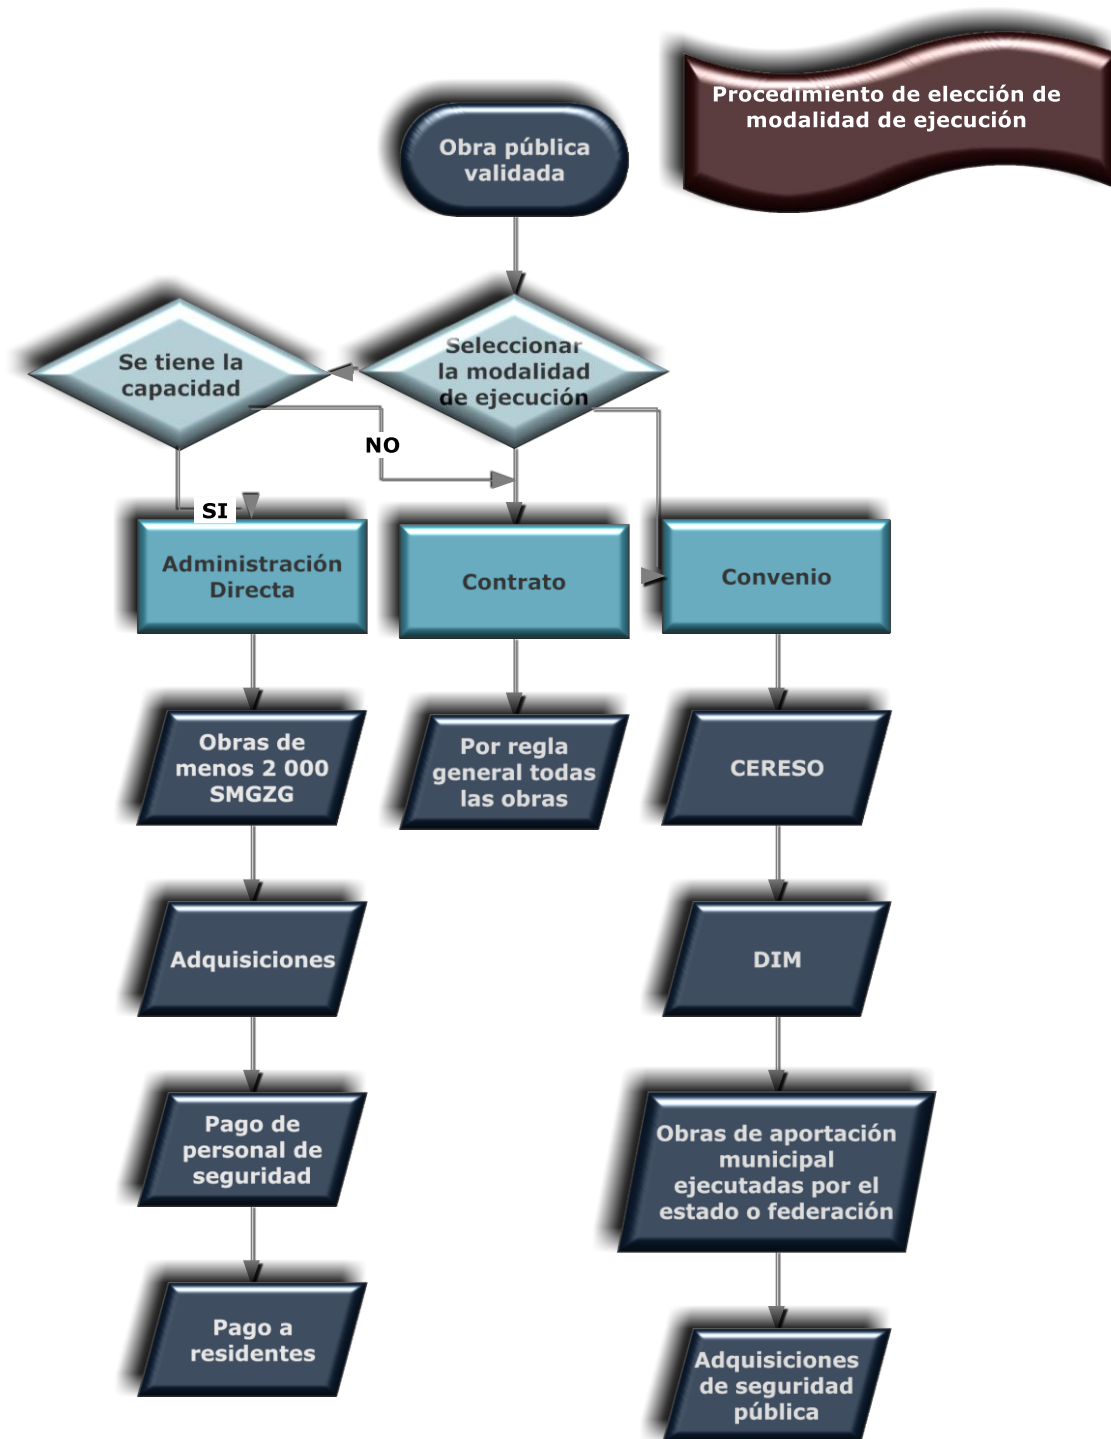 Procedimiento de elección de
modalidad de ejecución
Obra pública
validada
Se tiene la
capacidad
Seleccionar
la modalidad
de ejecución
NO
SI
Administración
Directa
Contrato
Convenio
Obras de
menos 2 000
SMGZG
Por regla
general todas
las obras
CERESO
Adquisiciones
DIM
Pago de
personal de
seguridad
Obras de aportación
municipal
ejecutadas por el
estado o federación
Pago a
residentes
Adquisiciones
de seguridad
pública